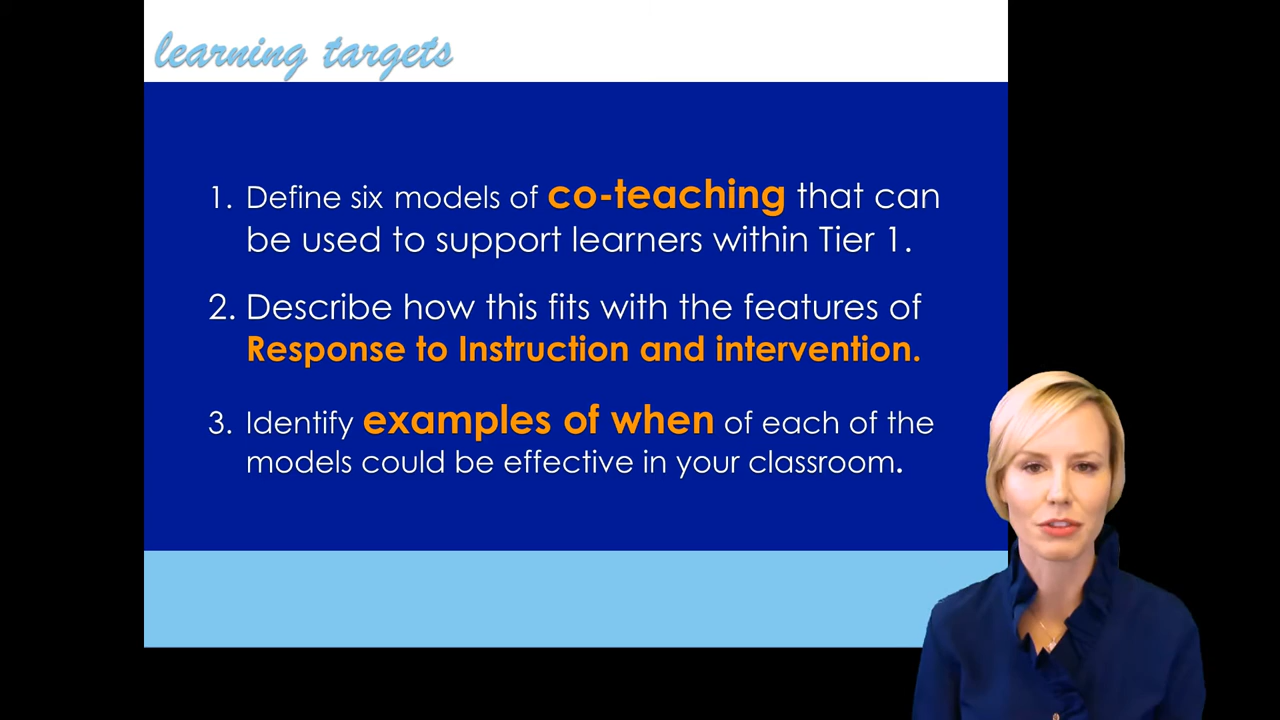 learning targets
1. Define six models of co-teaching that can
be used to support learners within Tier 1.
2. Describe how this fits with the features of
Response to Instruction and intervention.
3. Identify examples of when of each of the
models could be effective in your classroom.